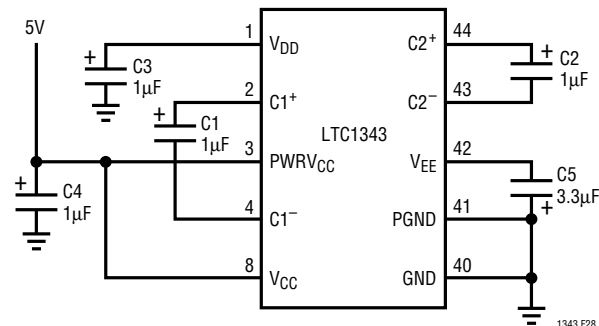 5V
1
V_DD
C3
1μF
2
C1⁺
C1
1μF
3
PWRV_CC
4
C1⁻
C4
1μF
8
V_CC
LTC1343
44
C2⁺
C2
1μF
43
C2⁻
42
V_EE
C5
3.3μF
41
PGND
40
GND
+
+
+
+
+
1343 F28